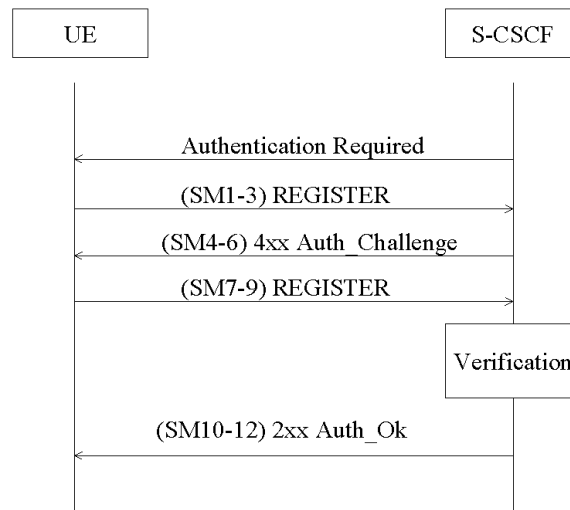 UE
S-CSCF
Authentication Required
(SM1-3) REGISTER
(SM4-6) 4xx Auth_Challenge
(SM7-9) REGISTER
Verification
(SM10-12) 2xx Auth_Ok